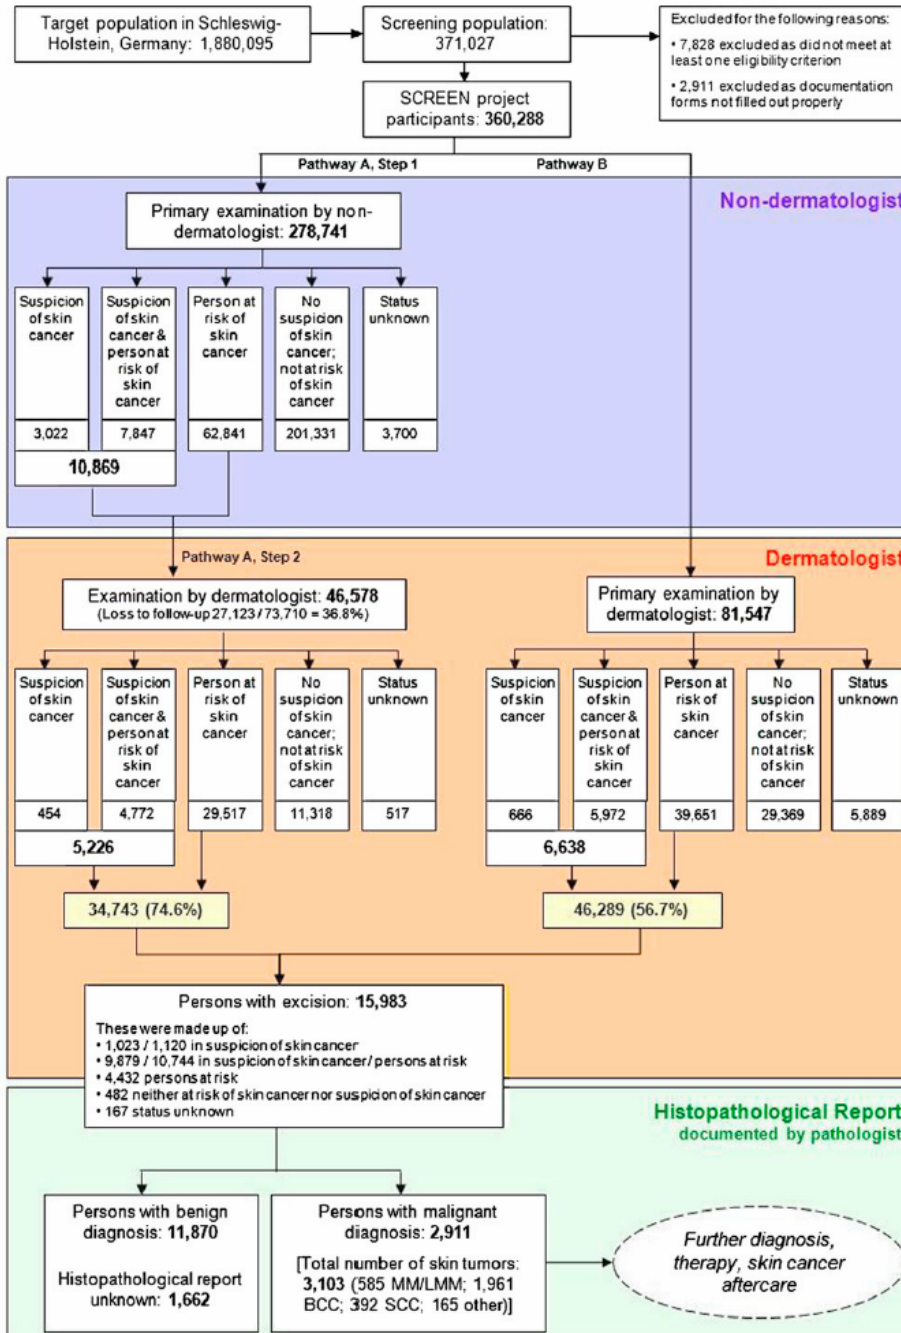 Target population in Schleswig-
Holstein, Germany: 1,880,095
Screening population:
371,027
Excluded for the following reasons:
• 7,828 excluded as did not meet at
least one eligibility criterion
• 2,911 excluded as documentation
forms not filled out properly
SCREEN project
participants: 360,288
Pathway A, Step 1
Pathway B
Non-dermatologist
Primary examination by non-
dermatologist: 278,741
Suspicion
of skin
cancer
3,022
Suspicion
of skin
cancer &
person at
risk of
skin
cancer
7,847
Person at
risk of
skin
cancer
62,841
No
suspicion
of skin
cancer;
not at risk
of skin
cancer
201,331
Status
unknown
3,700
10,869
Pathway A, Step 2
Dermatologist
Examination by dermatologist: 46,578
(Loss to follow-up 27,123 / 73,710 = 36.8%)
Suspicion
of skin
cancer
454
Suspicion
of skin
cancer &
person at
risk of
skin
cancer
4,772
Person at
risk of
skin
cancer
29,517
No
suspicion
of skin
cancer;
not at risk
of skin
cancer
11,318
Status
unknown
517
5,226
34,743 (74.6%)
Primary examination by
dermatologist: 81,547
Suspicion
of skin
cancer
666
Suspicion
of skin
cancer &
person at
risk of
skin
cancer
5,972
Person at
risk of
skin
cancer
39,651
No
suspicion
of skin
cancer;
not at risk
of skin
cancer
29,369
Status
unknown
5,889
6,638
46,289 (56.7%)
Persons with excision: 15,983
These were made up of:
• 1,023 / 1,120 in suspicion of skin cancer
• 9,879 / 10,744 in suspicion of skin cancer/ persons at risk
• 4,432 persons at risk
• 482 neither at risk of skin cancer nor suspicion of skin cancer
• 167 status unknown
Histopathological Report
documented by pathologist
Persons with benign
diagnosis: 11,870
Histopathological report
unknown: 1,662
Persons with malignant
diagnosis: 2,911
[Total number of skin tumors:
3,103 (585 MM/LMM; 1,961
BCC; 392 SCC; 165 other)]
Further diagnosis,
therapy, skin cancer
aftercare